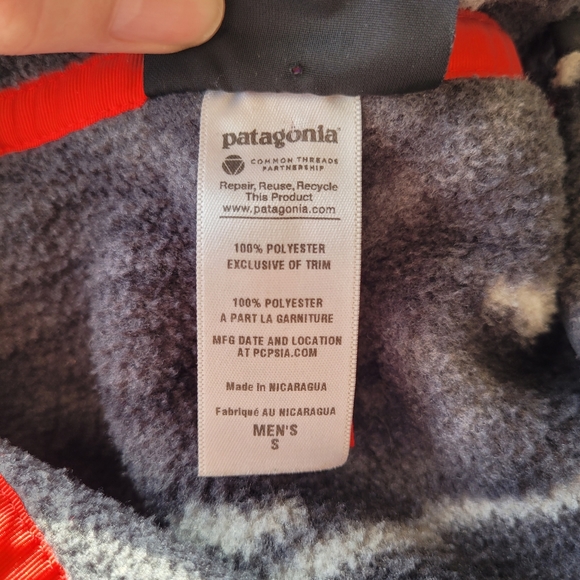 patagonia
COMMON THREADS
PARTNERSHIP
Repair, Reuse, Recycle
This Product
www.patagonia.com
100% POLYESTER
EXCLUSIVE OF TRIM
100% POLYESTER
A PART LA GARNITURE
MFG DATE AND LOCATION
AT PCPSIA.COM
Made In NICARAGUA
Fabriqué AU NICARAGUA
MEN'S
S